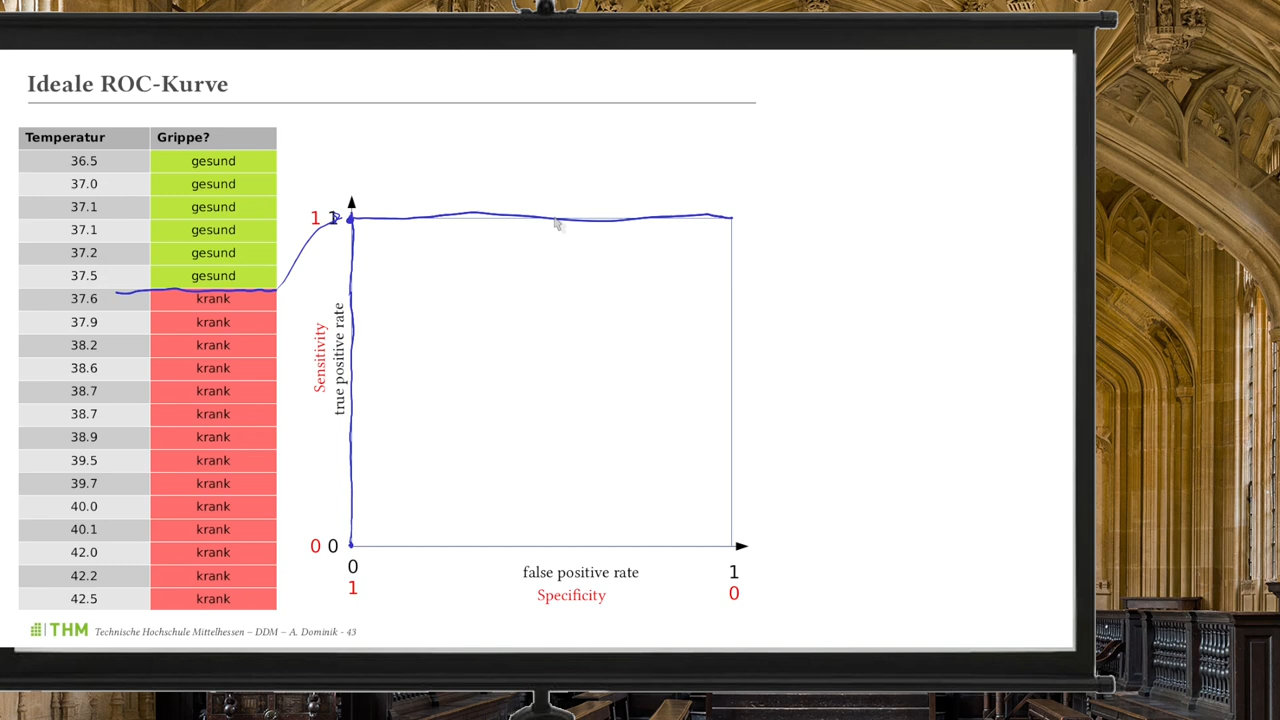 Ideale ROC-Kurve
Temperatur Grippe?
36.5 gesund
37.0 gesund
37.1 gesund
37.1 gesund
37.2 gesund
37.5 gesund
37.6 krank
37.9 krank
38.2 krank
38.6 krank
38.7 krank
38.7 krank
38.9 krank
39.5 krank
39.7 krank
40.0 krank
40.1 krank
42.0 krank
42.2 krank
42.5 krank
1 1
Sensitivity
true positive rate
0 0
0 false positive rate 1
1 Specificity 0
THM Technische Hochschule Mittelhessen – DDM – A. Dominik - 43